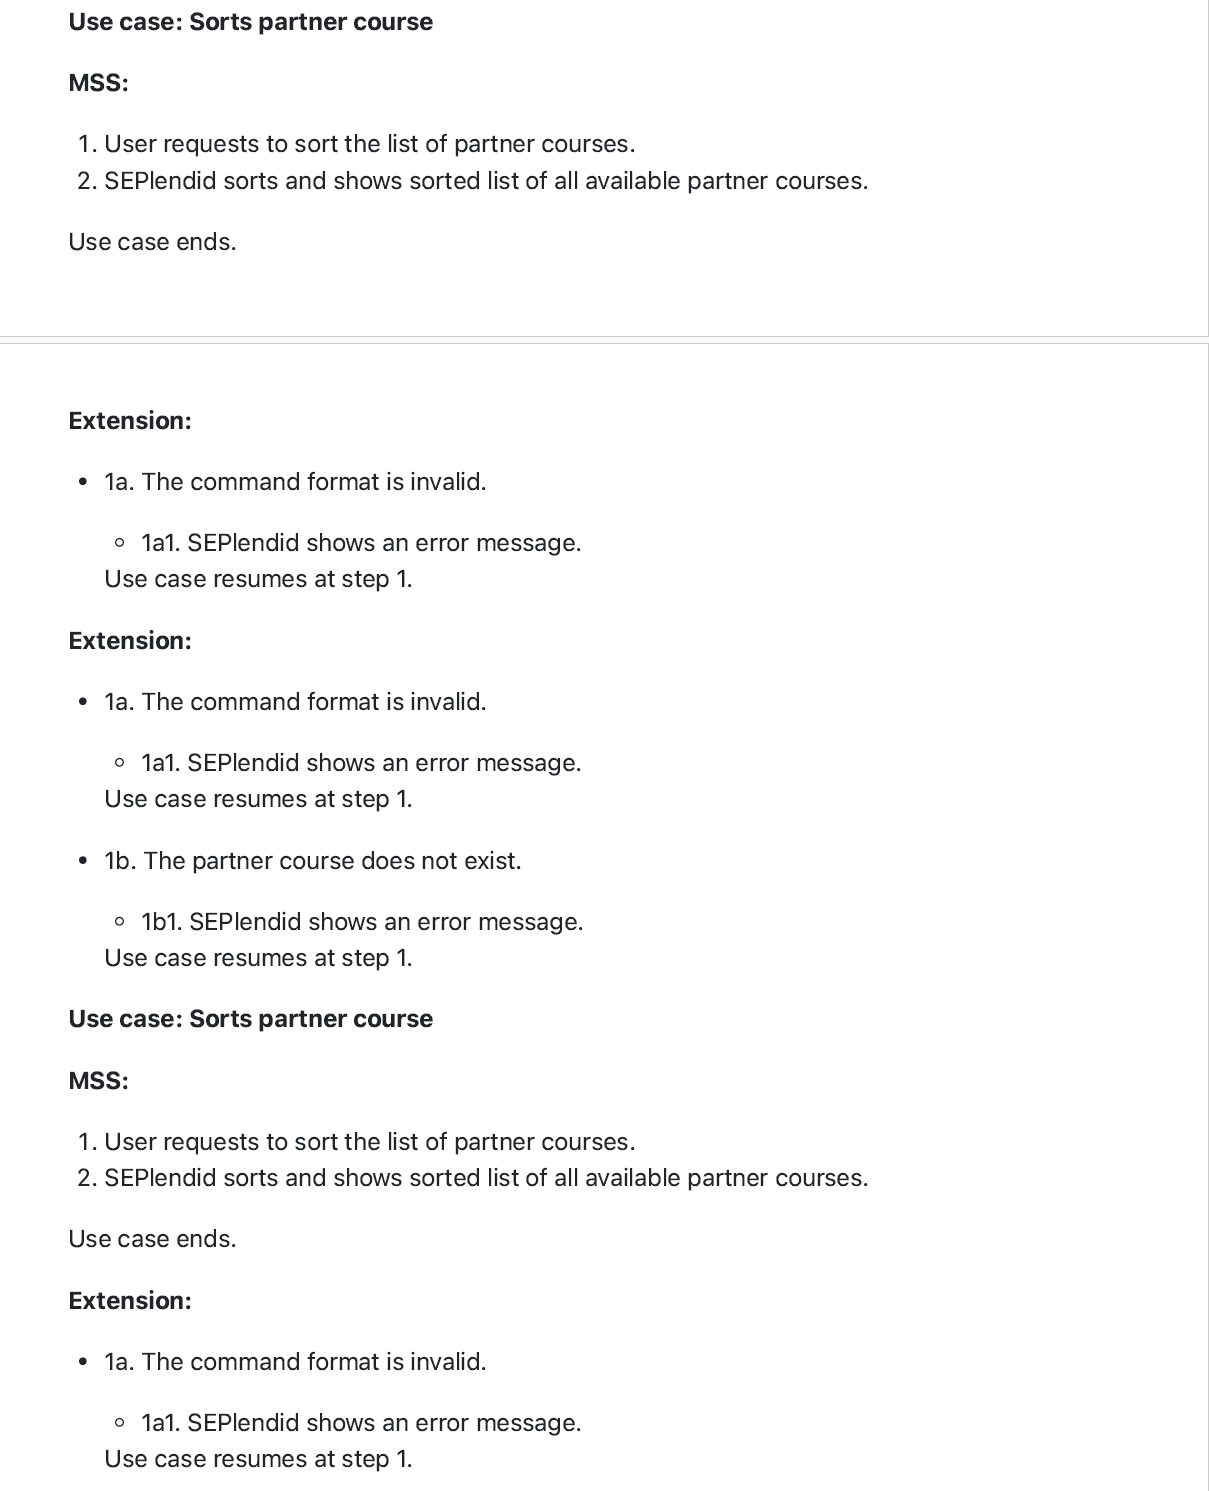 Use case: Sorts partner course
MSS:
1. User requests to sort the list of partner courses.
2. SEPlendid sorts and shows sorted list of all available partner courses.
Use case ends.
Extension:
• 1a. The command format is invalid.
○ 1a1. SEPlendid shows an error message.
Use case resumes at step 1.
Extension:
• 1a. The command format is invalid.
○ 1a1. SEPlendid shows an error message.
Use case resumes at step 1.
• 1b. The partner course does not exist.
○ 1b1. SEPlendid shows an error message.
Use case resumes at step 1.
Use case: Sorts partner course
MSS:
1. User requests to sort the list of partner courses.
2. SEPlendid sorts and shows sorted list of all available partner courses.
Use case ends.
Extension:
• 1a. The command format is invalid.
○ 1a1. SEPlendid shows an error message.
Use case resumes at step 1.